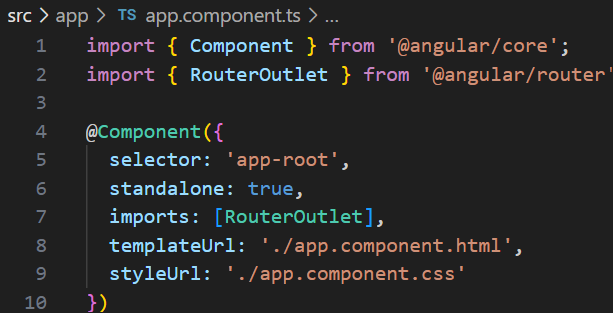 src > app > TS app.component.ts > ...
1 import { Component } from '@angular/core';
2 import { RouterOutlet } from '@angular/router'
3
4 @Component({
5 selector: 'app-root',
6 standalone: true,
7 imports: [RouterOutlet],
8 templateUrl: './app.component.html',
9 styleUrl: './app.component.css'
10 })